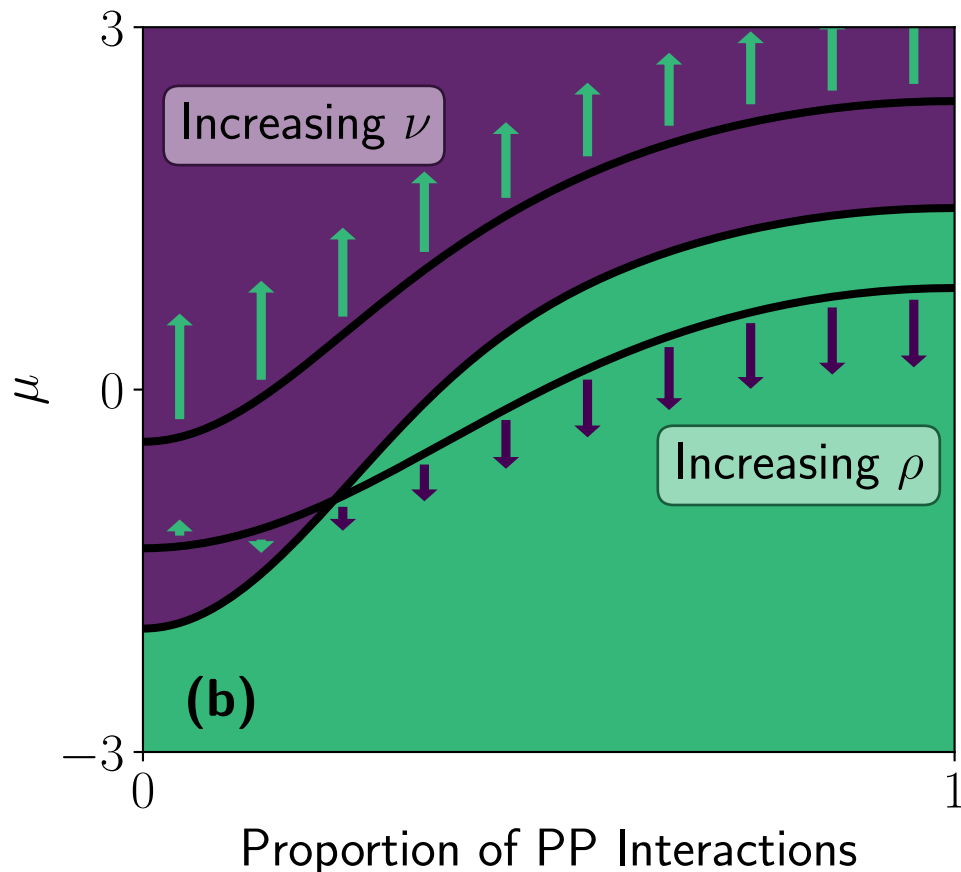 3
Increasing ν
μ
0
Increasing ρ
(b)
−3
0
1
Proportion of PP Interactions